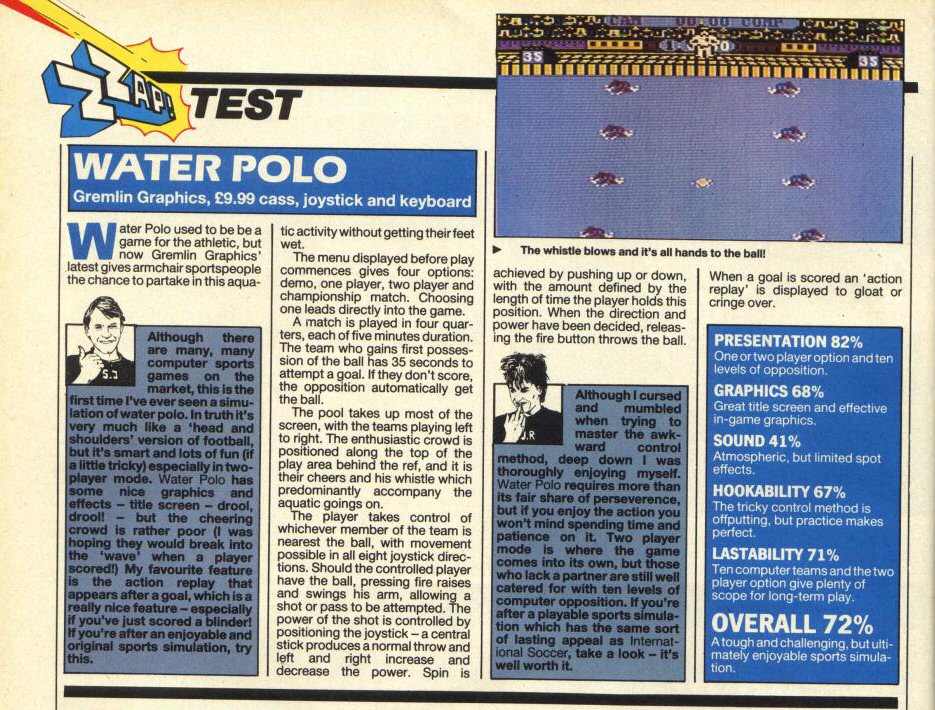 ZZAP! TEST
WATER POLO
Gremlin Graphics, £9.99 cass, joystick and keyboard
Water Polo used to be be a
game for the athletic, but
now Gremlin Graphics'
latest gives armchair sportspeople
the chance to partake in this aqua-
S.J
Although there
are many, many
computer sports
games on the
market, this is the
first time I've ever seen a simu-
lation of water polo. In truth it's
very much like a 'head and
shoulders' version of football,
but it's smart and lots of fun (if
a little tricky) especially in two-
player mode. Water Polo has
some nice graphics and
effects – title screen – drool,
drool! – but the cheering
crowd is rather poor (I was
hoping they would break into
the 'wave' when a player
scored!) My favourite feature
is the action replay that
appears after a goal, which is a
really nice feature – especially
if you've just scored a blinder!
If you're after an enjoyable and
original sports simulation, try
this.
tic activity without getting their feet
wet.
The menu displayed before play
commences gives four options:
demo, one player, two player and
championship match. Choosing
one leads directly into the game.
A match is played in four quar-
ters, each of five minutes duration.
The team who gains first posses-
sion of the ball has 35 seconds to
attempt a goal. If they don't score,
the opposition automatically get
the ball.
The pool takes up most of the
screen, with the teams playing left
to right. The enthusiastic crowd is
positioned along the top of the
play area behind the ref, and it is
their cheers and his whistle which
predominantly accompany the
aquatic goings on.
The player takes control of
whichever member of the team is
nearest the ball, with movement
possible in all eight joystick direc-
tions. Should the controlled player
have the ball, pressing fire raises
and swings his arm, allowing a
shot or pass to be attempted. The
power of the shot is controlled by
positioning the joystick – a central
stick produces a normal throw and
left and right increase and
decrease the power. Spin is
CAM 00:00 COMP
35 1 0 35
The whistle blows and it's all hands to the ball!
achieved by pushing up or down,
with the amount defined by the
length of time the player holds this
position. When the direction and
power have been decided, releas-
ing the fire button throws the ball.
J.R
Although I cursed
and mumbled
when trying to
master the awk-
ward control
method, deep down I was
thoroughly enjoying myself.
Water Polo requires more than
its fair share of perseverence,
but if you enjoy the action you
won't mind spending time and
patience on it. Two player
mode is where the game
comes into its own, but those
who lack a partner are still well
catered for with ten levels of
computer opposition. If you're
after a playable sports simula-
tion which has the same sort
of lasting appeal as Internat-
ional Soccer, take a look – it's
well worth it.
When a goal is scored an 'action
replay' is displayed to gloat or
cringe over.
PRESENTATION 82%
One or two player option and ten
levels of opposition.
GRAPHICS 68%
Great title screen and effective
in-game graphics.
SOUND 41%
Atmospheric, but limited spot
effects.
HOOKABILITY 67%
The tricky control method is
offputting, but practice makes
perfect.
LASTABILITY 71%
Ten computer teams and the two
player option give plenty of
scope for long-term play.
OVERALL 72%
A tough and challenging, but ulti-
mately enjoyable sports simula-
tion.